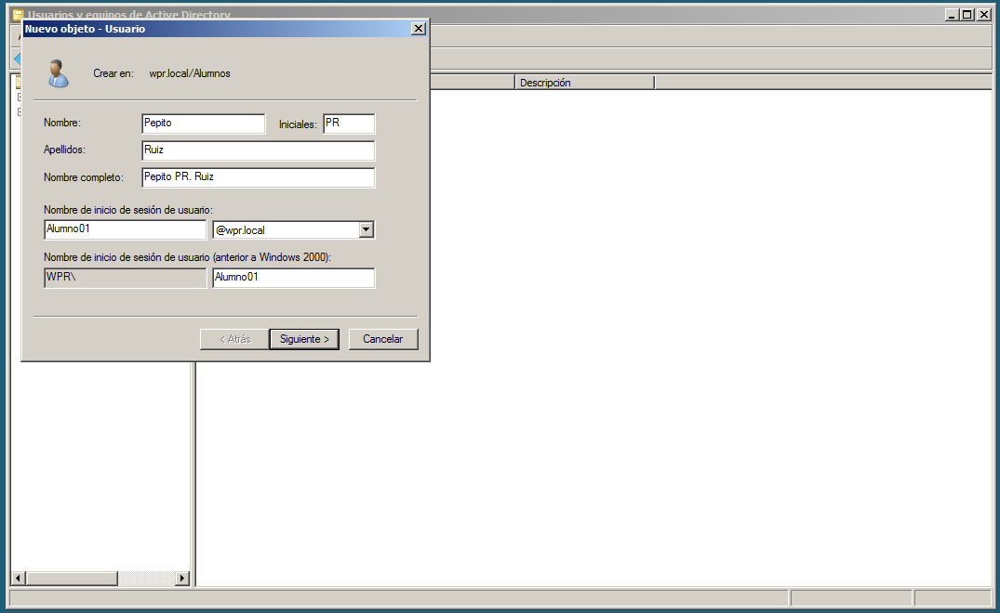 Usuarios y equipos de Active Directory
Nuevo objeto - Usuario
Crear en: wpr.local/Alumnos
Descripción
Nombre: Pepito Iniciales: PR
Apellidos: Ruiz
Nombre completo: Pepito PR. Ruiz
Nombre de inicio de sesión de usuario:
Alumno01 @wpr.local
Nombre de inicio de sesión de usuario (anterior a Windows 2000):
WPR\ Alumno01
< Atrás Siguiente > Cancelar